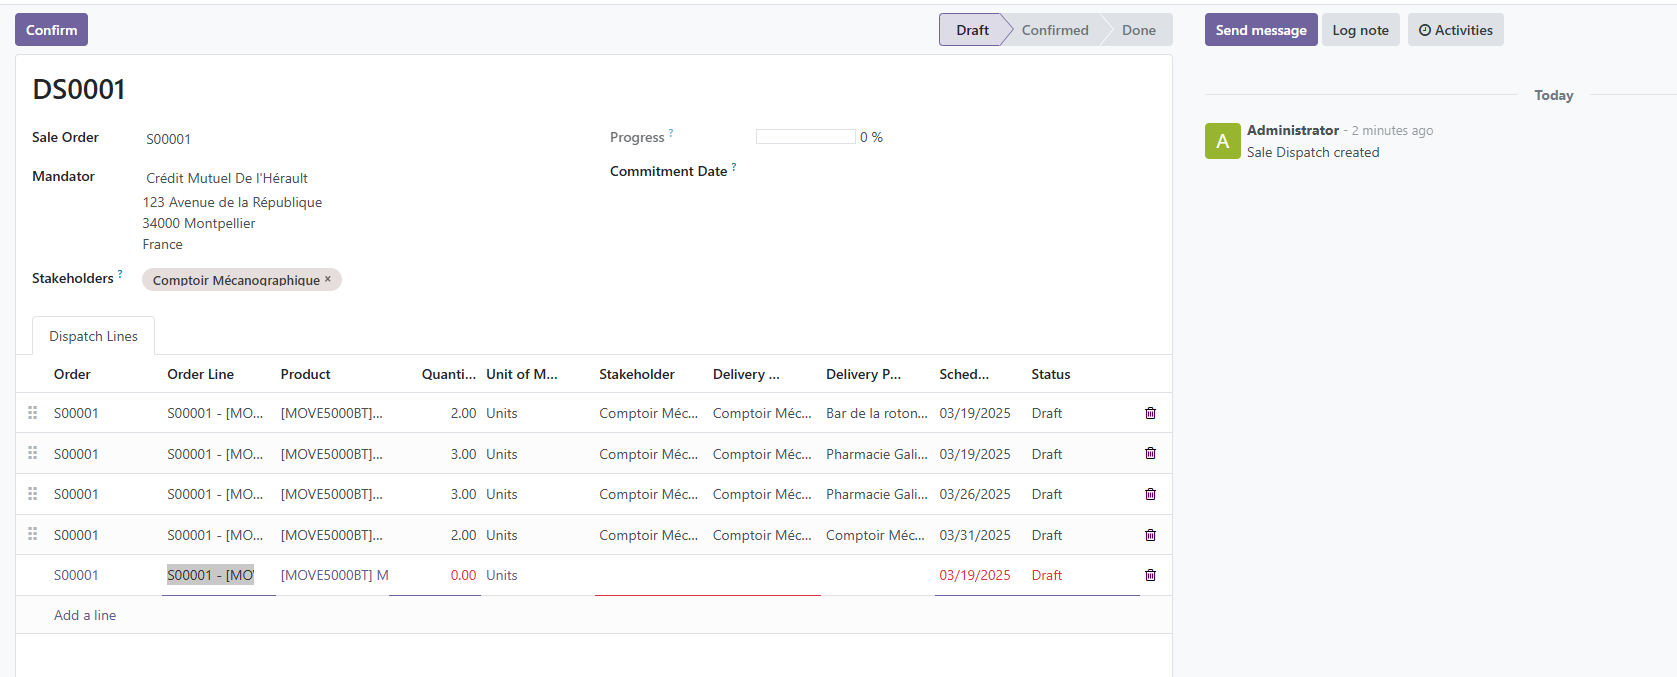 Confirm
Draft Confirmed Done
Send message Log note Activities
DS0001
Today
Sale Order S00001
Progress ? 0 %
Administrator - 2 minutes ago
A
Sale Dispatch created
Mandator Crédit Mutuel De l'Hérault
Commitment Date ?
123 Avenue de la République
34000 Montpellier
France
Stakeholders ? Comptoir Mécanographique ×
Dispatch Lines
Order Order Line Product Quanti... Unit of M... Stakeholder Delivery ... Delivery P... Sched... Status
S00001 S00001 - [MO... [MOVE5000BT]... 2.00 Units Comptoir Méc... Comptoir Méc... Bar de la roton... 03/19/2025 Draft
S00001 S00001 - [MO... [MOVE5000BT]... 3.00 Units Comptoir Méc... Comptoir Méc... Pharmacie Gali... 03/19/2025 Draft
S00001 S00001 - [MO... [MOVE5000BT]... 3.00 Units Comptoir Méc... Comptoir Méc... Pharmacie Gali... 03/26/2025 Draft
S00001 S00001 - [MO... [MOVE5000BT]... 2.00 Units Comptoir Méc... Comptoir Méc... Comptoir Méc... 03/31/2025 Draft
S00001 S00001 - [MO [MOVE5000BT] M 0.00 Units 03/19/2025 Draft
Add a line